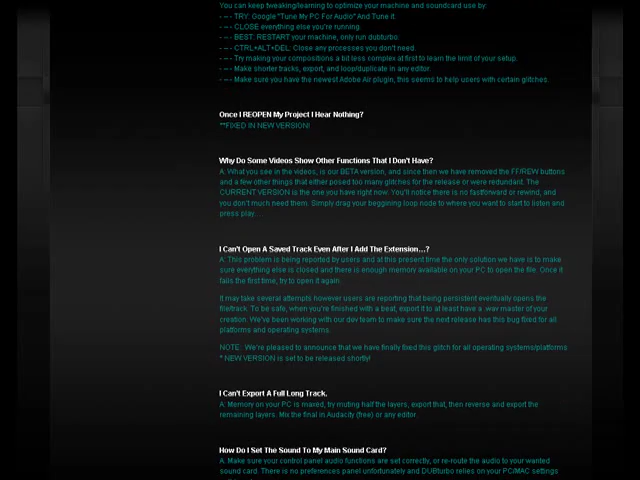 You can keep tweaking/learning to optimize your machine and soundcard use by:
- -- - TRY: Google "Tune My PC For Audio" And Tune it.
- -- - CLOSE everything else you're running.
- -- - BEST: RESTART your machine, only run dubturbo.
- -- - CTRL+ALT+DEL: Close any processes you don't need.
- -- - Try making your compositions a bit less complex at first to learn the limit of your setup.
- -- - Make shorter tracks, export, and loop/duplicate in any editor.
- -- - Make sure you have the newest Adobe Air plugin, this seems to help users with certain glitches.
Once I REOPEN My Project I Hear Nothing?
**FIXED IN NEW VERSION!
Why Do Some Videos Show Other Functions That I Don't Have?
A: What you see in the videos, is our BETA version, and since then we have removed the FF/REW buttons
and a few other things that either posed too many glitches for the release or were redundant. The
CURRENT VERSION is the one you have right now. You'll notice there is no fastforward or rewind, and
you don't much need them. Simply drag your beggining loop node to where you want to start to listen and
press play....
I Can't Open A Saved Track Even After I Add The Extension...?
A: This problem is being reported by users and at this present time the only solution we have is to make
sure everything else is closed and there is enough memory available on your PC to open the file. Once it
fails the first time, try to open it again.
It may take several attempts however users are reporting that being persistent eventually opens the
file/track. To be safe, when you're finished with a beat, export it to at least have a .wav master of your
creation. We've been working with our dev team to make sure the next release has this bug fixed for all
platforms and operating systems.
NOTE: We're pleased to announce that we have finally fixed this glitch for all operating systems/platforms.
* NEW VERSION is set to be released shortly!
I Can't Export A Full Long Track.
A: Memory on your PC is maxed, try muting half the layers, export that, then reverse and export the
remaining layers. Mix the final in Audacity (free) or any editor.
How Do I Set The Sound To My Main Sound Card?
A: Make sure your control panel audio functions are set correctly, or re-route the audio to your wanted
sound card. There is no preferences panel unfortunately and DUBturbo relies on your PC/MAC settings